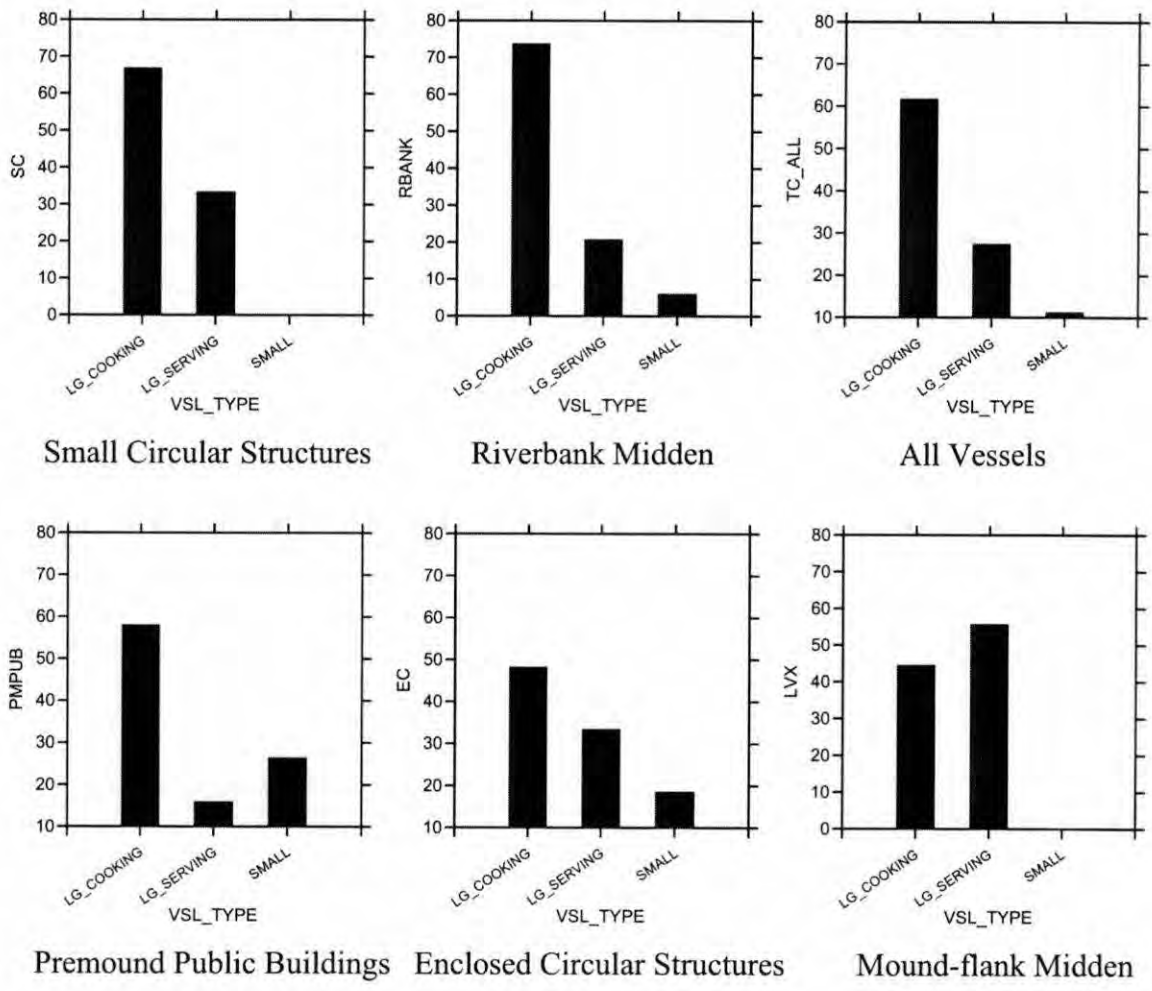 80
70
60
50
40
30
20
10
0
SC
LG_COOKING
LG_SERVING
SMALL
VSL_TYPE
Small Circular Structures
80
70
60
50
40
30
20
10
0
RBANK
LG_COOKING
LG_SERVING
SMALL
VSL_TYPE
Riverbank Midden
80
70
60
50
40
30
20
10
TC_ALL
LG_COOKING
LG_SERVING
SMALL
VSL_TYPE
All Vessels
80
70
60
50
40
30
20
10
PMPUB
LG_COOKING
LG_SERVING
SMALL
VSL_TYPE
Premound Public Buildings
80
70
60
50
40
30
20
10
EC
LG_COOKING
LG_SERVING
SMALL
VSL_TYPE
Enclosed Circular Structures
80
70
60
50
40
30
20
10
0
LVX
LG_COOKING
LG_SERVING
SMALL
VSL_TYPE
Mound-flank Midden